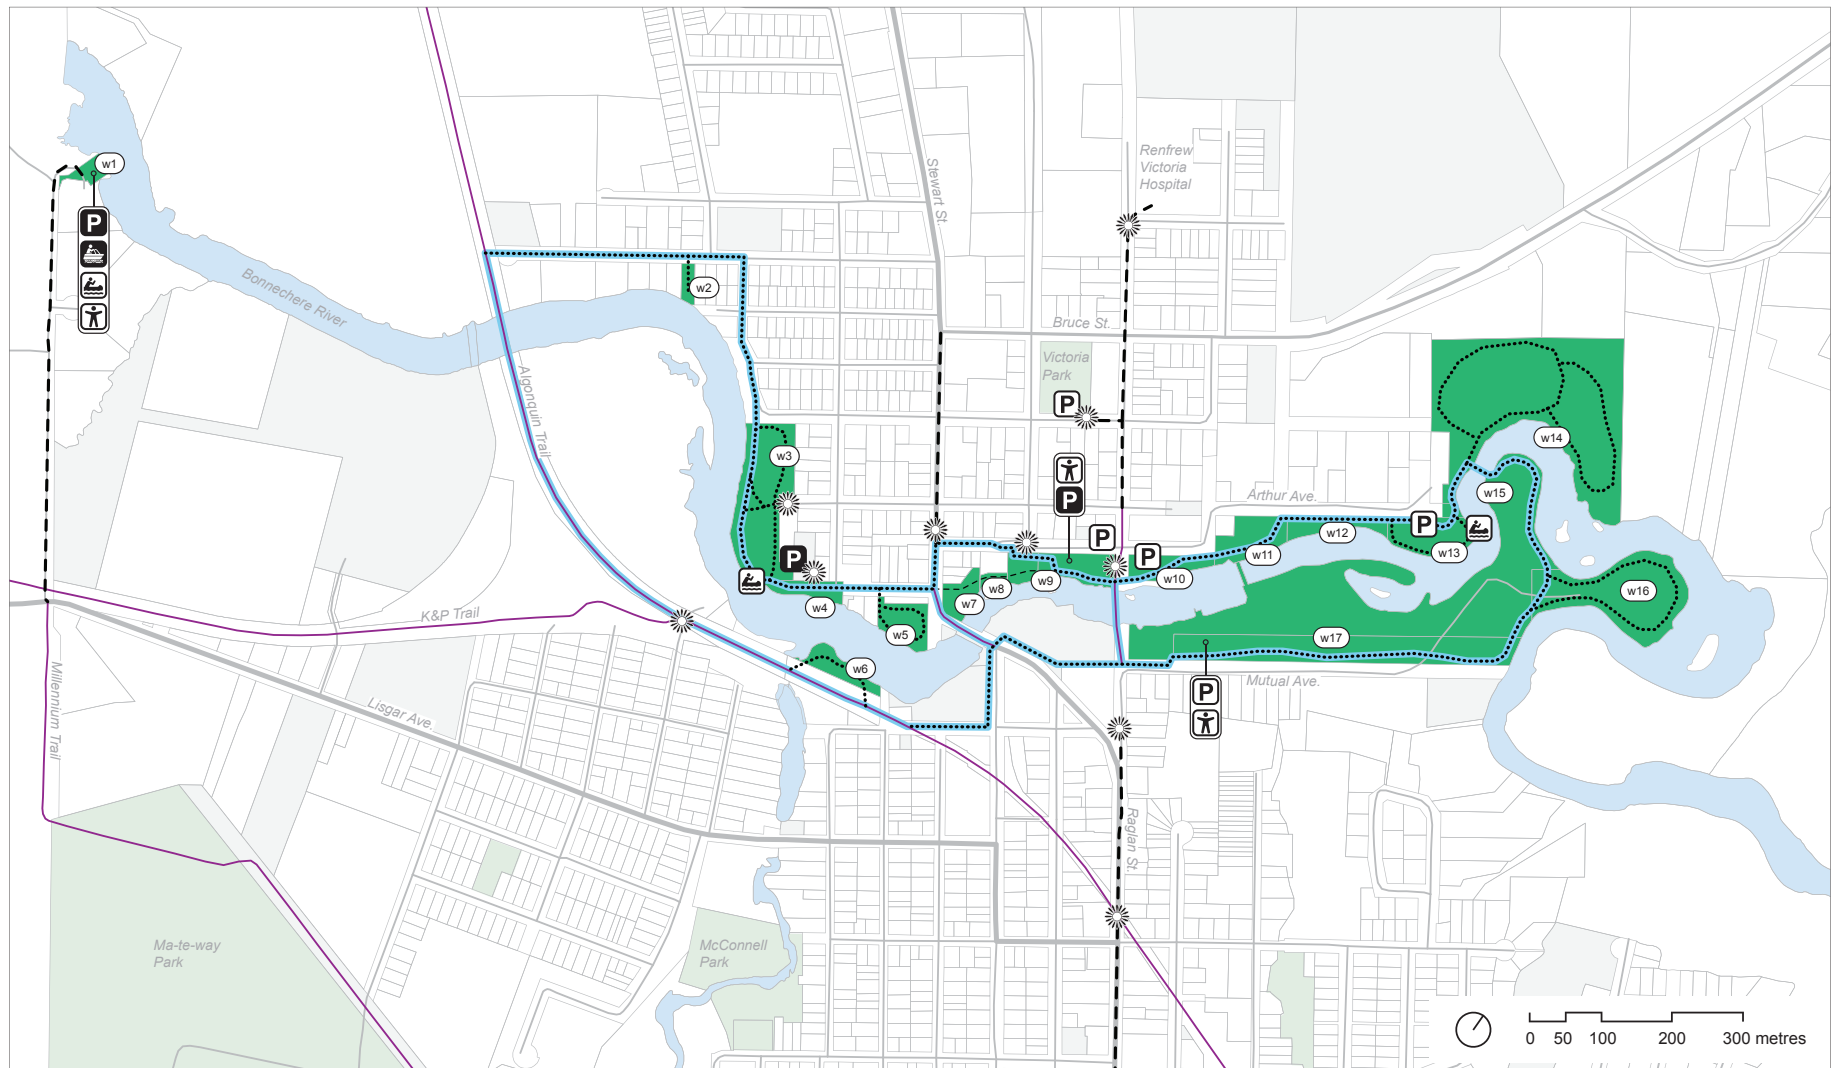 w1
P
Bonnechere River
w2
Stewart St.
Renfrew
Victoria
Hospital
Bruce St.
Victoria
Park
P
Algonquin Trail
w3
P
w14
w15
Arthur Ave.
P
P
P
P
w12
w13
w11
w10
w9
w8
w7
w4
w5
w6
w16
w17
K&P Trail
Mutual Ave.
P
Millennium Trail
Lisgar Ave.
Raglan St.
Ma-te-way
Park
McConnell
Park
0 50 100 200 300 metres